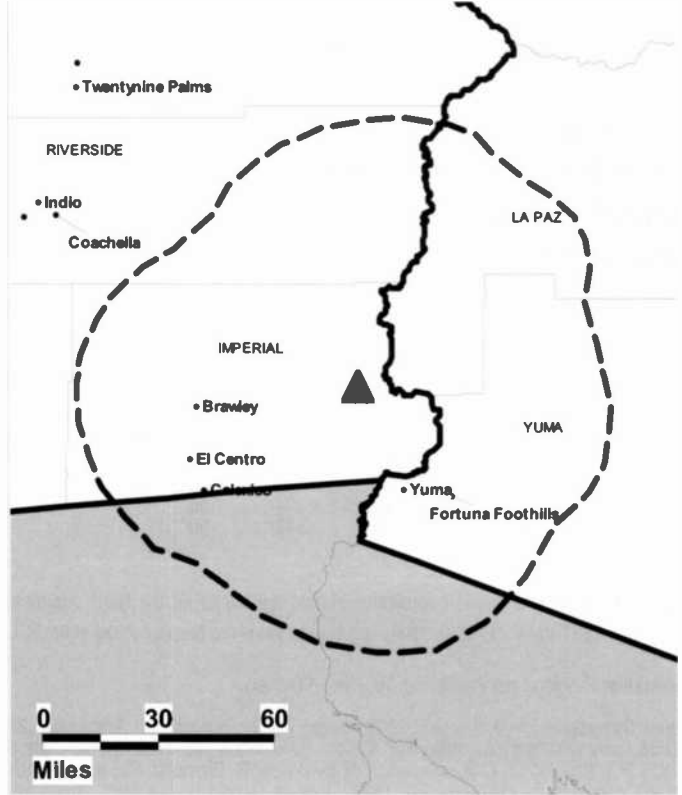 Twentynine Palms
RIVERSIDE
Indio
LA PAZ
Coachella
IMPERIAL
Brawley
YUMA
El Centro
Yuma,
Fortuna Foothills
0 30 60
Miles